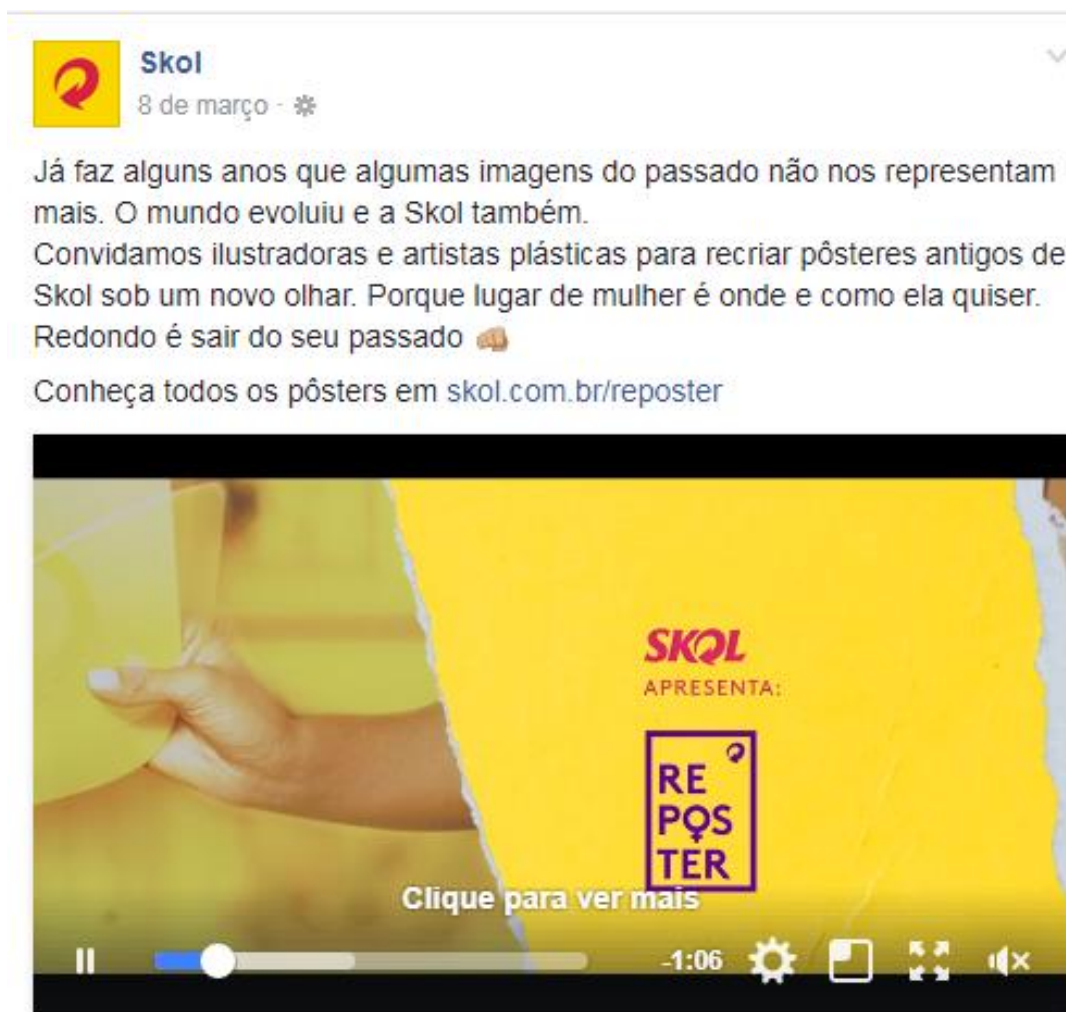 Skol
8 de março
Já faz alguns anos que algumas imagens do passado não nos representam
mais. O mundo evoluiu e a Skol também.
Convidamos ilustradoras e artistas plásticas para recriar pôsteres antigos de
Skol sob um novo olhar. Porque lugar de mulher é onde e como ela quiser.
Redondo é sair do seu passado 👊
Conheça todos os pôsters em skol.com.br/reposter
SKOL
APRESENTA:
RE
POS
TER
Clique para ver mais
-1:06